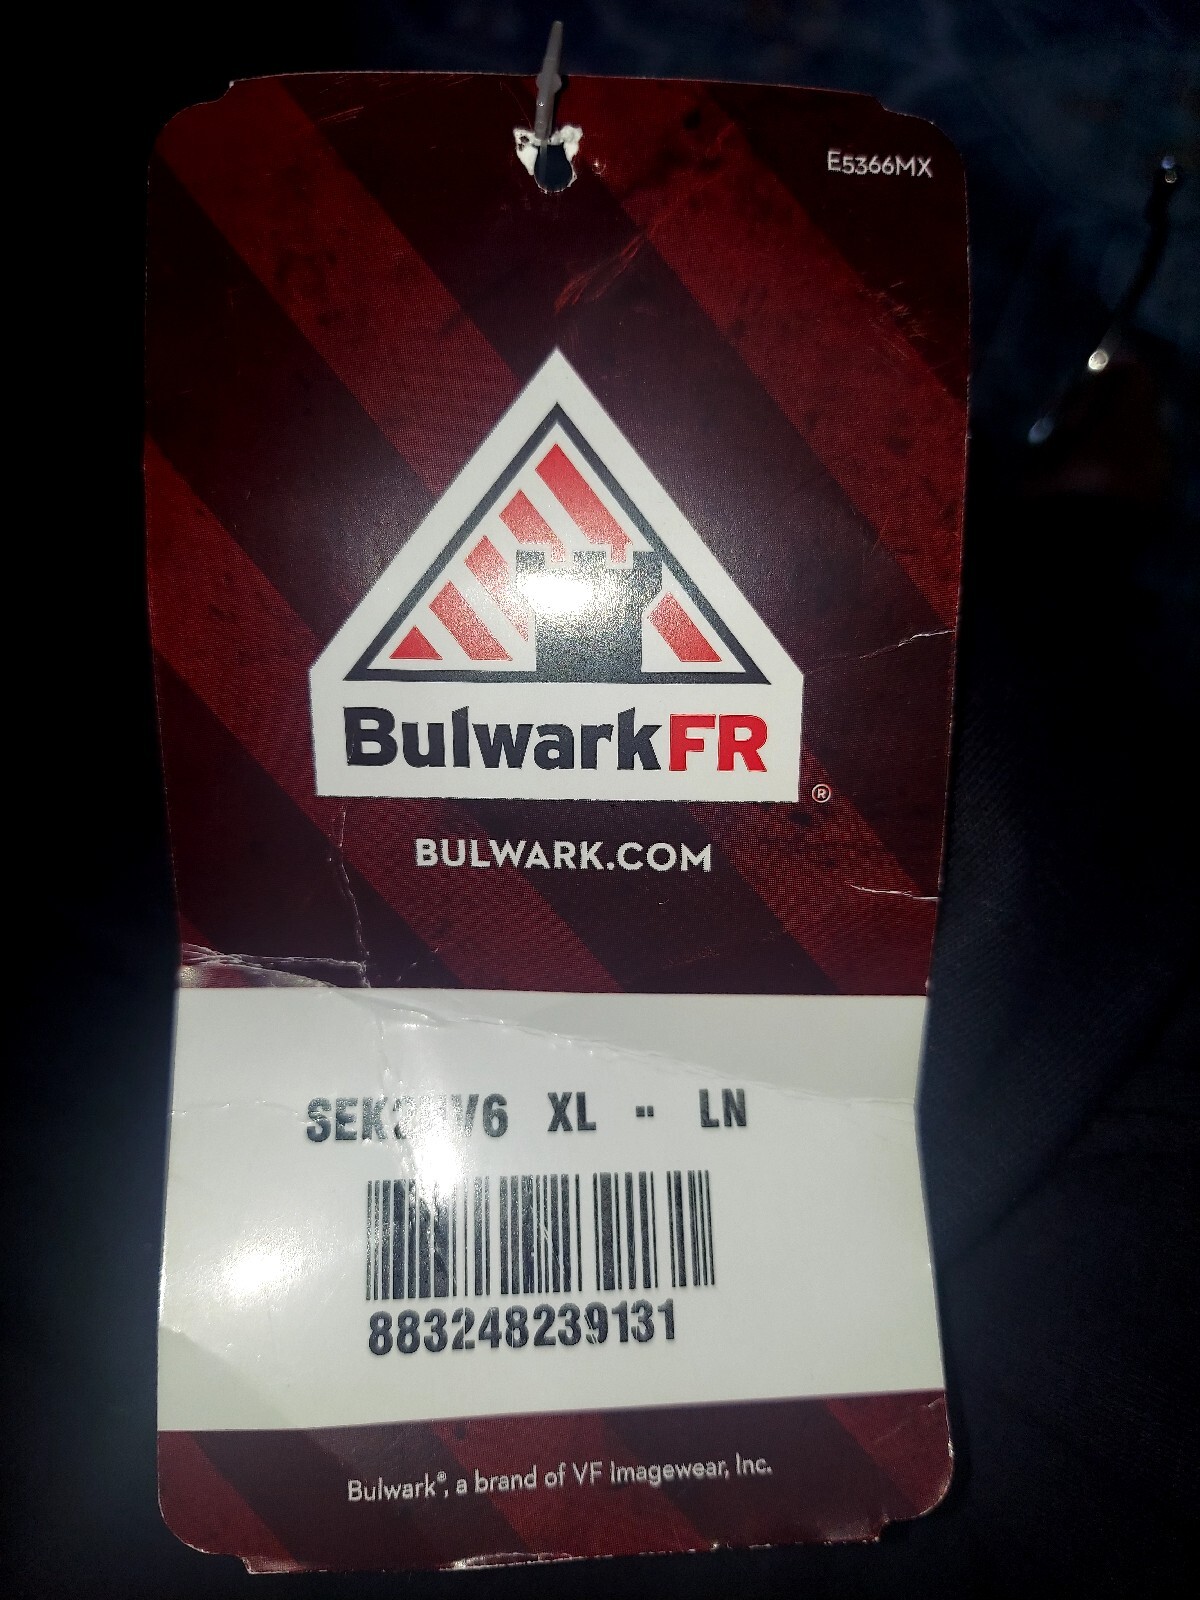 E5366MX
BulwarkFR
®
BULWARK.COM
XL - LN
883248239131
Bulwark®, a brand of VF Imagewear, Inc.